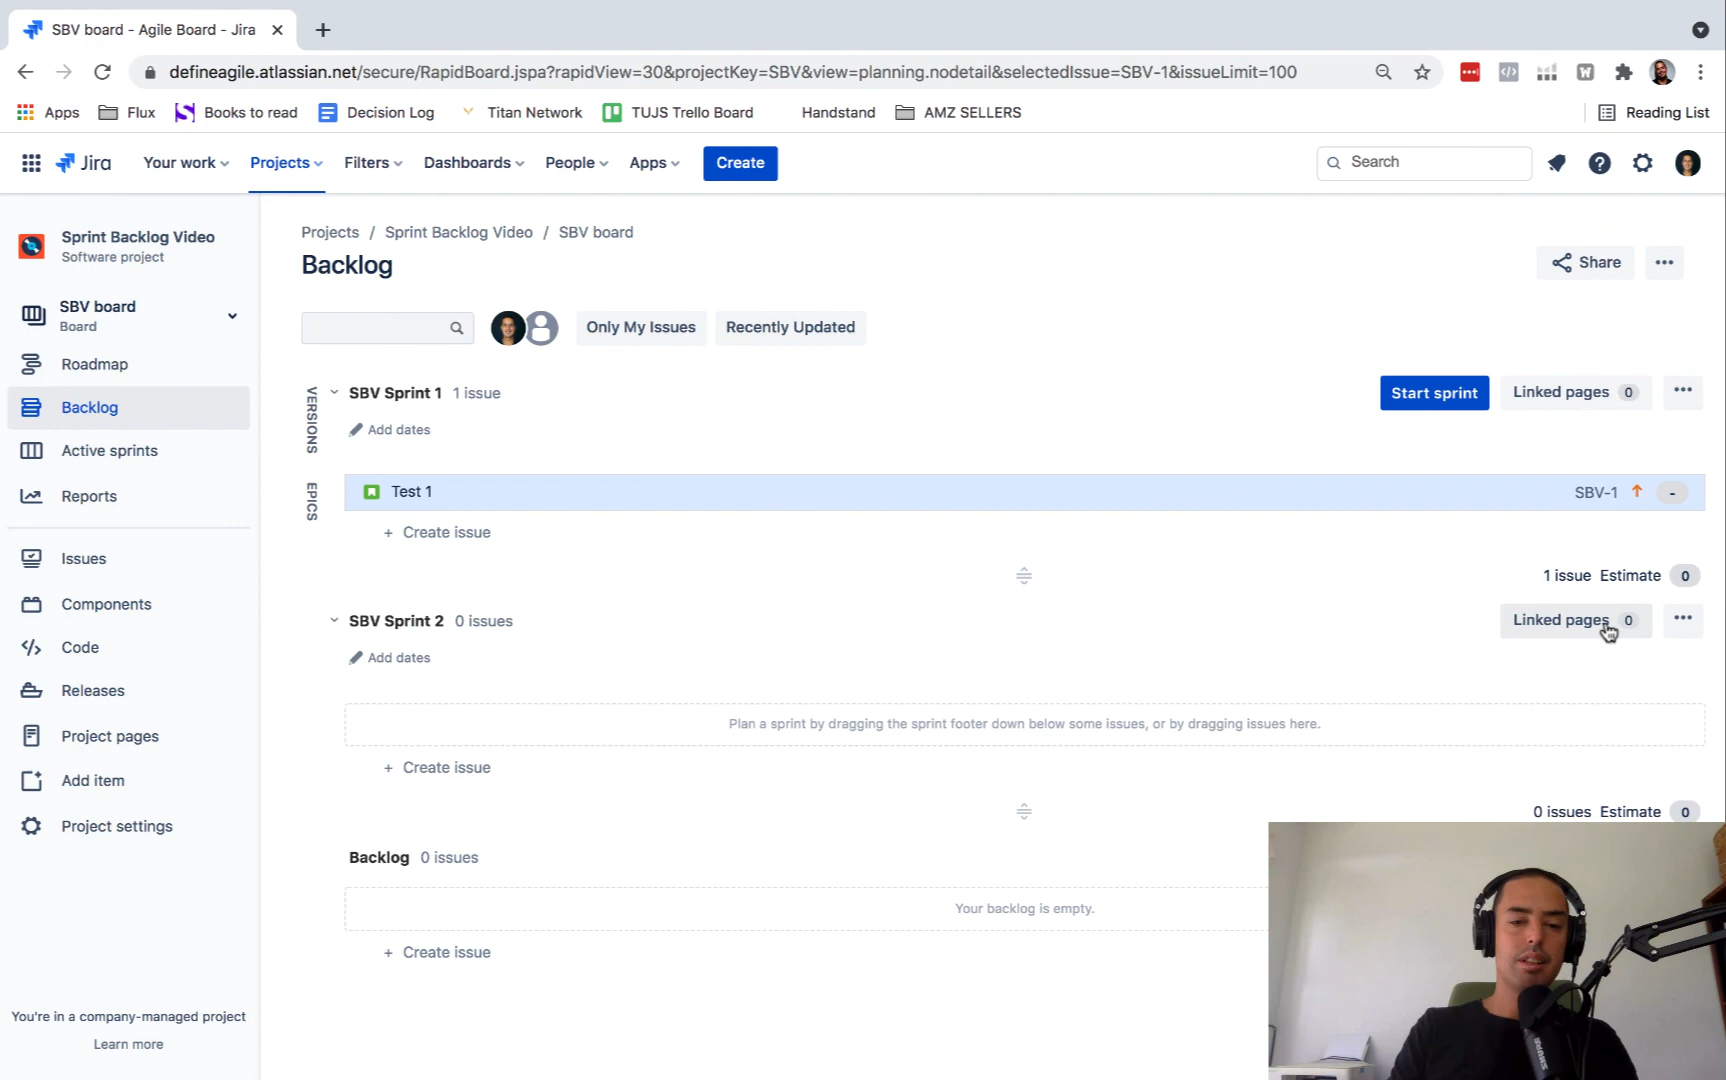 SBV board - Agile Board - Jira
defineagile.atlassian.net/secure/RapidBoard.jspa?rapidView=30&projectKey=SBV&view=planning.nodetail&selectedIssue=SBV-1&issueLimit=100
Apps Flux Books to read Decision Log Titan Network TUJS Trello Board Handstand AMZ SELLERS Reading List
Jira Your work Projects Filters Dashboards People Apps Create Search
Sprint Backlog Video
Software project
SBV board
Board
Roadmap
Backlog
Active sprints
Reports
Issues
Components
Code
Releases
Project pages
Add item
Project settings
You're in a company-managed project
Learn more
Projects / Sprint Backlog Video / SBV board
Backlog
Share
Only My Issues Recently Updated
VERSIONS
EPICS
SBV Sprint 1 1 issue Start sprint Linked pages 0
Add dates
Test 1 SBV-1 -
+ Create issue
1 issue Estimate 0
SBV Sprint 2 0 issues Linked pages 0
Add dates
Plan a sprint by dragging the sprint footer down below some issues, or by dragging issues here.
+ Create issue
0 issues Estimate 0
Backlog 0 issues
Your backlog is empty.
+ Create issue